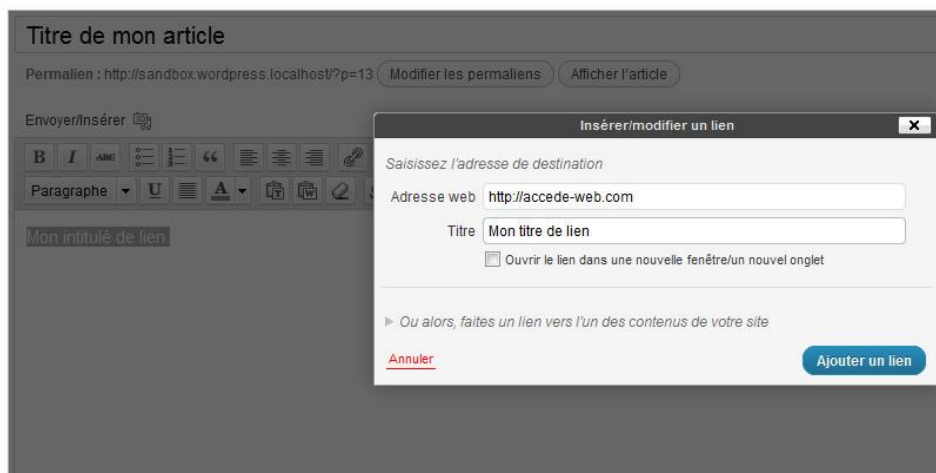 Titre de mon article
Permalien : http://sandbox.wordpress.localhost/?p=13 Modifier les permaliens Afficher l'article
Envoyer/Insérer
Insérer/modifier un lien
B I ABC
Saisissez l'adresse de destination
Paragraphe U A T W
Adresse web http://accede-web.com
Titre Mon titre de lien
Mon intitulé de lien
Ouvrir le lien dans une nouvelle fenêtre/un nouvel onglet
Ou alors, faites un lien vers l'un des contenus de votre site
Annuler Ajouter un lien